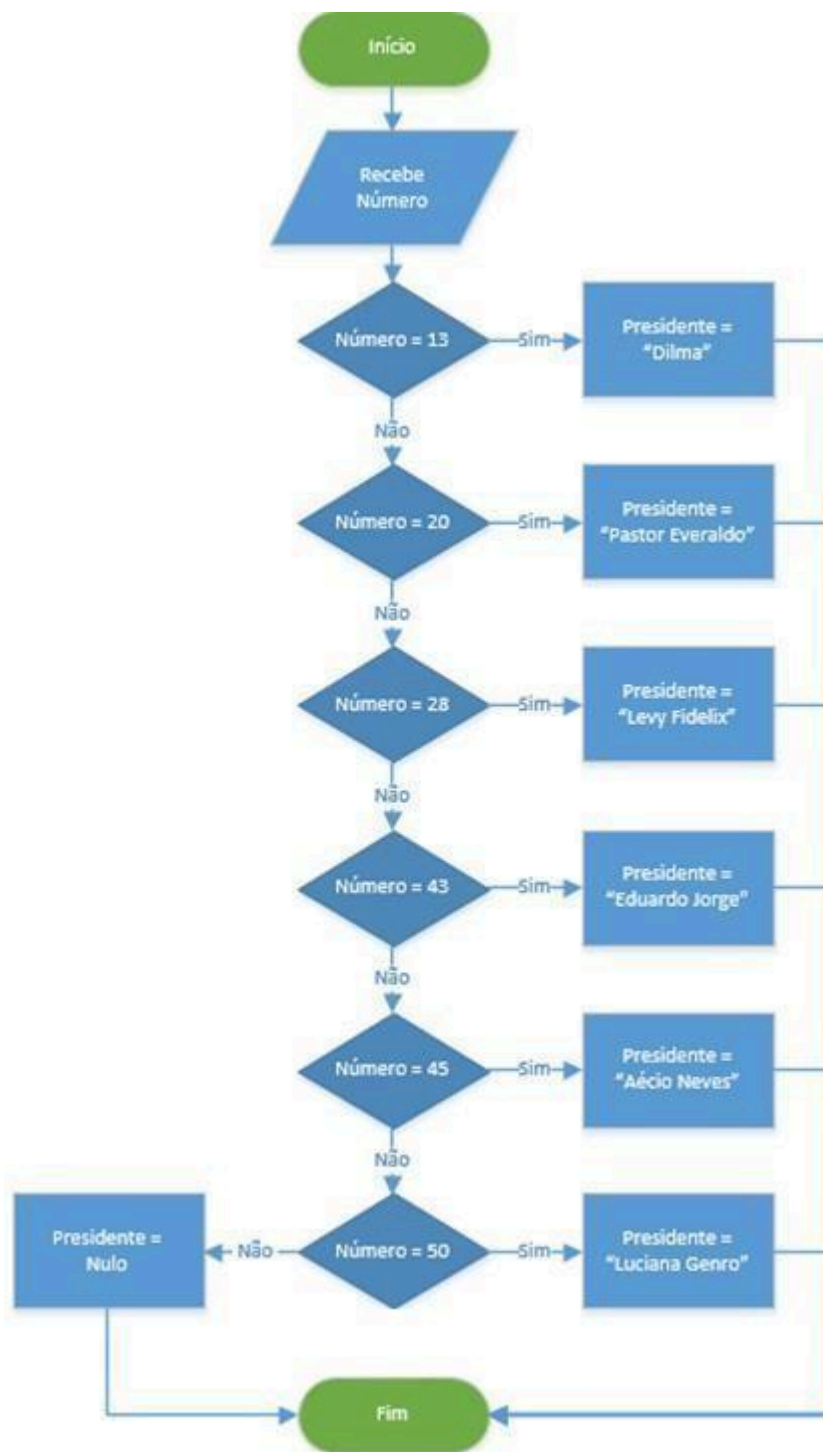 Início
Recebe
Número
Número = 13
Sim
Presidente =
"Dilma"
Não
Número = 20
Sim
Presidente =
"Pastor Everaldo"
Não
Número = 28
Sim
Presidente =
"Levy Fidelix"
Não
Número = 43
Sim
Presidente =
"Eduardo Jorge"
Não
Número = 45
Sim
Presidente =
"Aécio Neves"
Não
Presidente =
Nulo
Não
Número = 50
Sim
Presidente =
"Luciana Genro"
Fim